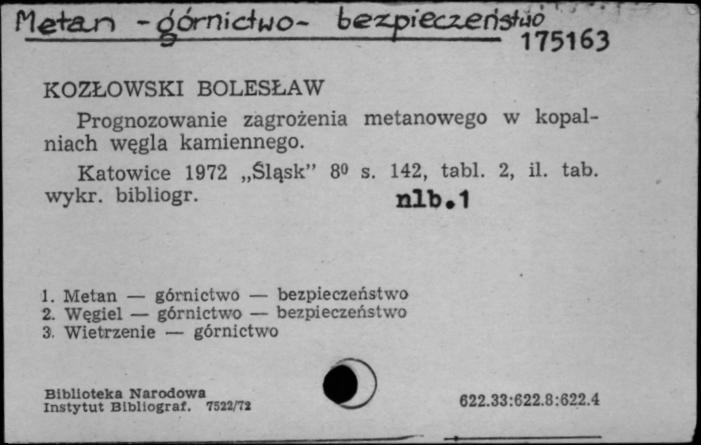 Metan - górnictwo - bezpieczeństwo
175163
KOZŁOWSKI BOLESŁAW
Prognozowanie zagrożenia metanowego w kopal-
niach węgla kamiennego.
Katowice 1972 „Śląsk” 8⁰ s. 142, tabl. 2, il. tab.
wykr. bibliogr. nlb.1
1. Metan — górnictwo — bezpieczeństwo
2. Węgiel — górnictwo — bezpieczeństwo
3. Wietrzenie — górnictwo
Biblioteka Narodowa
Instytut Bibliograf. 7522/72 622.33:622.8:622.4